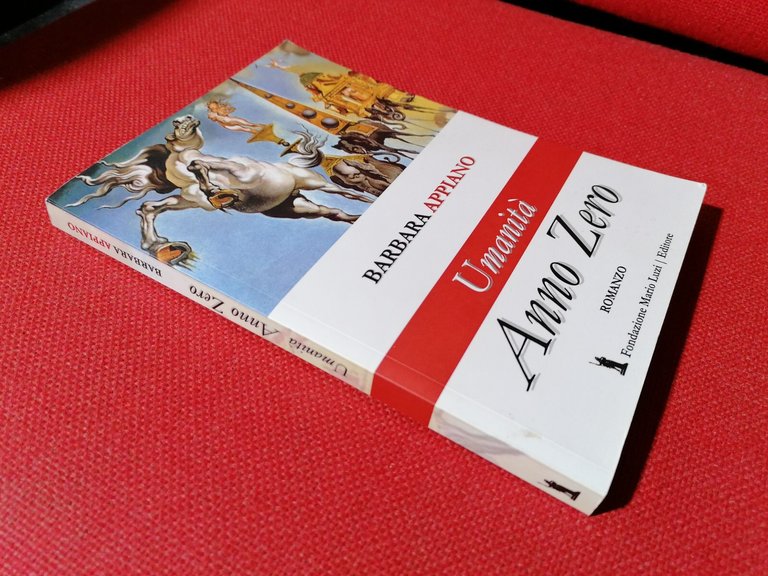 BARBARA APPIANO
Umanità
Anno Zero
ROMANZO
Fondazione Mario Luzi | Editore
BARBARA APPIANO
Umanità Anno Zero